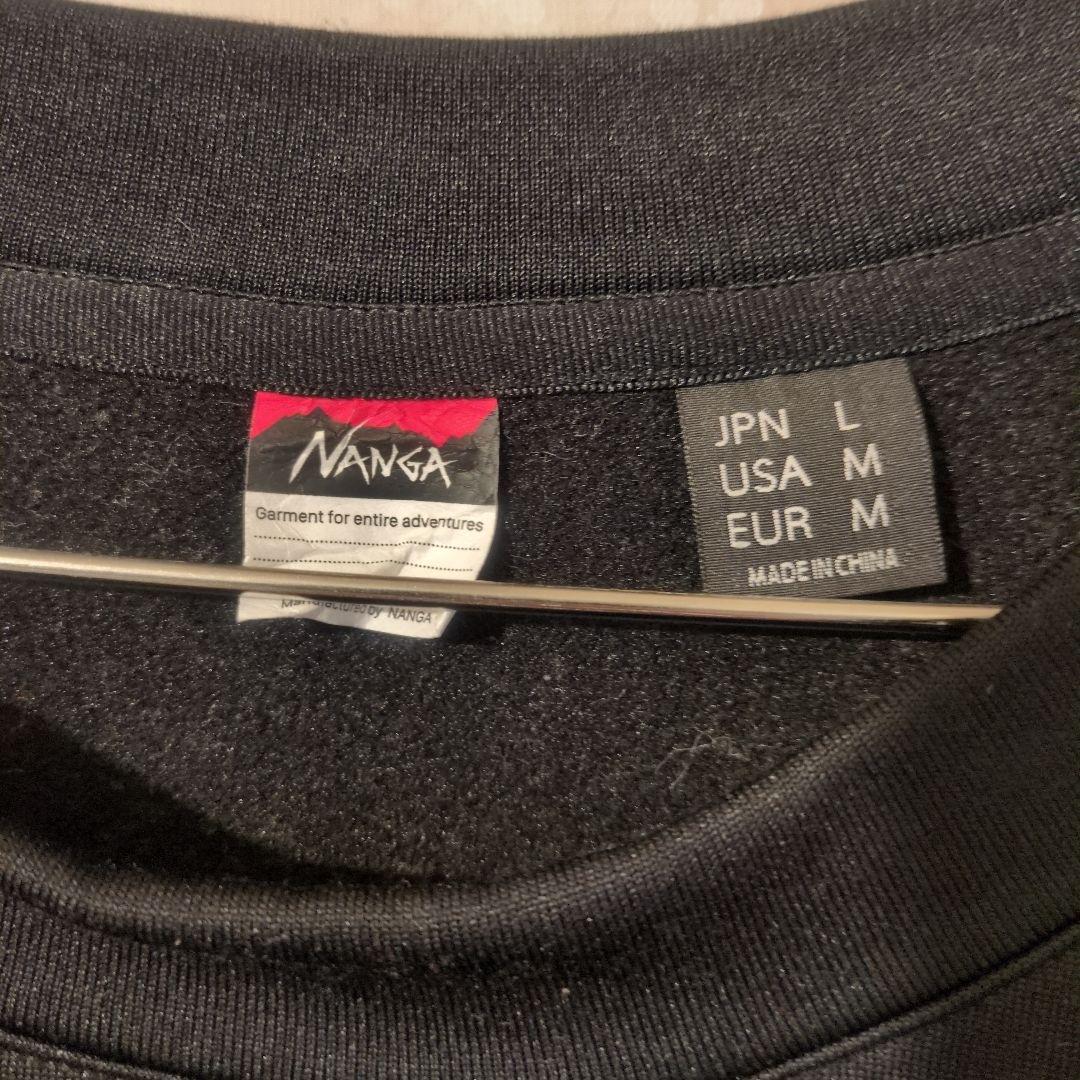 NANGA
Garment for entire adventures
Manufactured by NANGA
JPN L
USA M
EUR M
MADE IN CHINA